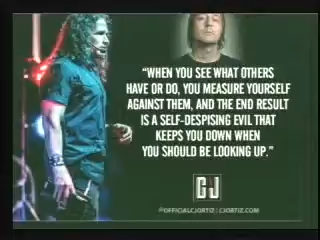 “WHEN YOU SEE WHAT OTHERS
HAVE OR DO, YOU MEASURE YOURSELF
AGAINST THEM, AND THE END RESULT
IS A SELF-DESPISING EVIL THAT
KEEPS YOU DOWN WHEN
YOU SHOULD BE LOOKING UP.”
CJ
@OFFICIALCJORTIZ | CJORTIZ.COM